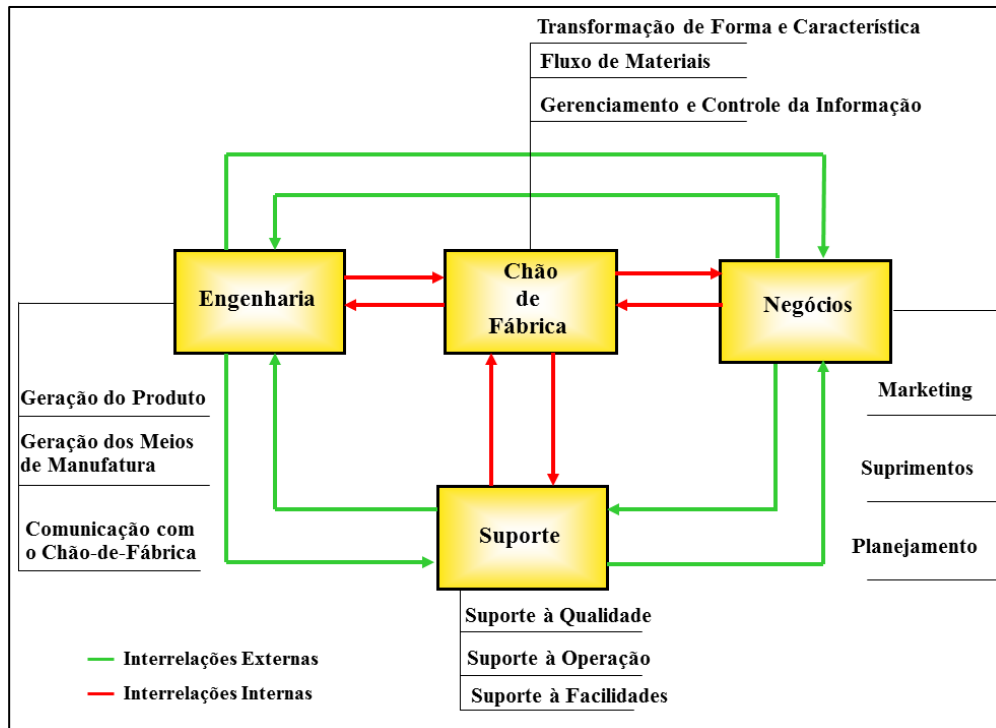 Transformação de Forma e Característica
Fluxo de Materiais
Gerenciamento e Controle da Informação
Engenharia
Chão
de
Fábrica
Negócios
Geração do Produto
Geração dos Meios
de Manufatura
Comunicação com
o Chão-de-Fábrica
Marketing
Suprimentos
Planejamento
Suporte
Suporte à Qualidade
Suporte à Operação
Suporte à Facilidades
Interrelações Externas
Interrelações Internas